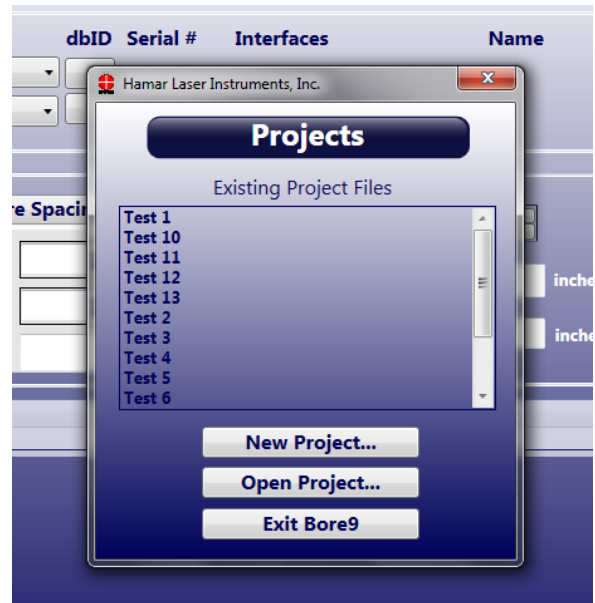 dbID Serial # Interfaces Name
Hamar Laser Instruments, Inc.
Projects
Existing Project Files
Test 1
Test 10
Test 11
Test 12
Test 13
Test 2
Test 3
Test 4
Test 5
Test 6
New Project...
Open Project...
Exit Bore9